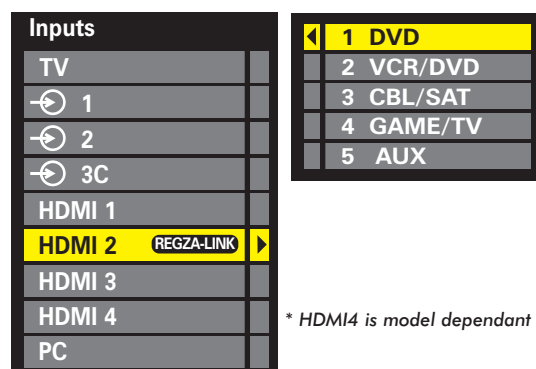 Inputs
TV
1
2
3C
HDMI 1
HDMI 2 REGZA-LINK
HDMI 3
HDMI 4
PC
1 DVD
2 VCR/DVD
3 CBL/SAT
4 GAME/TV
5 AUX
* HDMI4 is model dependant